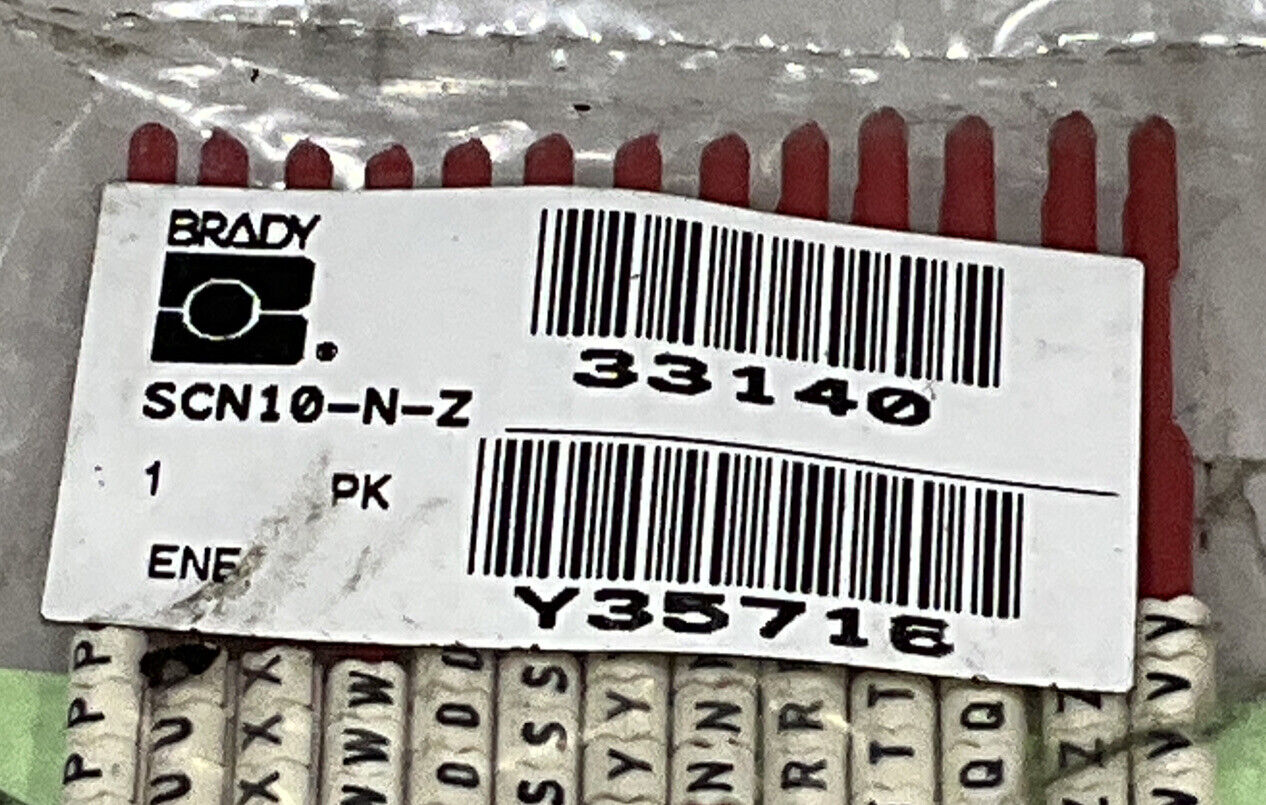 BRADY
33140
SCN10-N-Z
1 PK
Y35716
P U X W D S Y N R T Q Z V
P U X W D S Y N R T Q Z V
P U X W D S Y N R T Q Z V